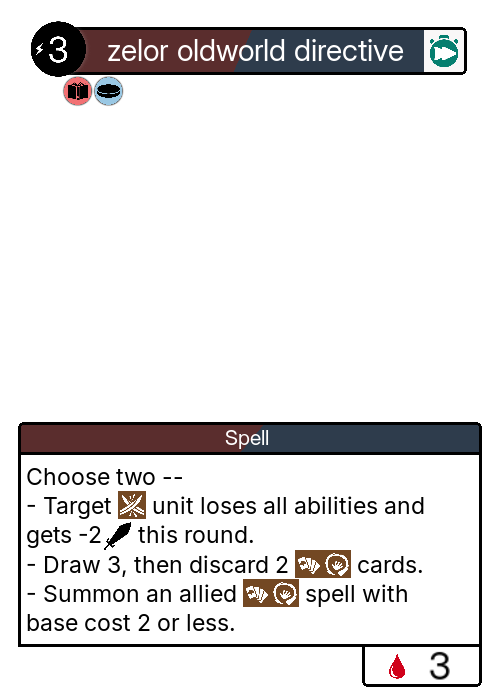 3 zelor oldworld directive
Spell
Choose two --
- Target unit loses all abilities and
gets -2 this round.
- Draw 3, then discard 2 cards.
- Summon an allied spell with
base cost 2 or less.
3